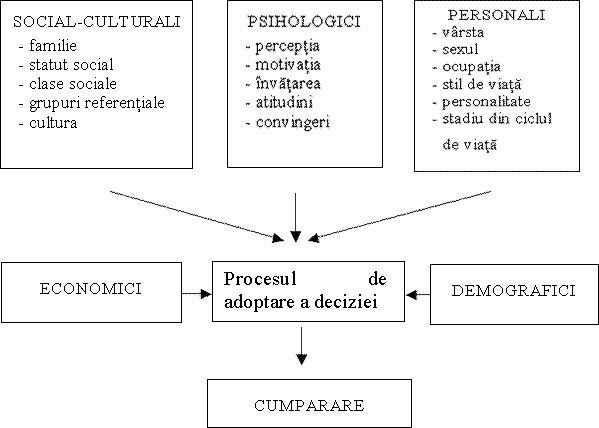 SOCIAL-CULTURALI
- familie
- statut social
- clase sociale
- grupuri referențiale
- cultura
PSIHOLOGICI
- percepția
- motivația
- învățarea
- atitudini
- convingeri
PERSONALI
- vârsta
- sexul
- ocupația
- stil de viață
- personalitate
- stadiu din ciclul
de viață
ECONOMICI
Procesul de
adoptare a deciziei
DEMOGRAFICI
CUMPARARE